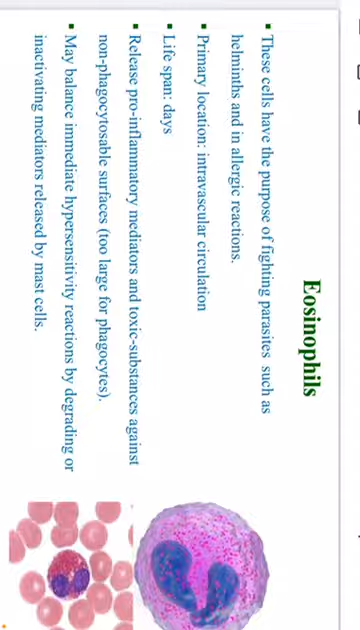 Eosinophils
▪ These cells have the purpose of fighting parasites such as
helminths and in allergic reactions.
▪ Primary location: intravascular circulation
▪ Life span: days
▪ Release pro-inflammatory mediators and toxic-substances against
non-phagocytosable surfaces (too large for phagocytes).
▪ May balance immediate hypersensitivity reactions by degrading or
inactivating mediators released by mast cells.